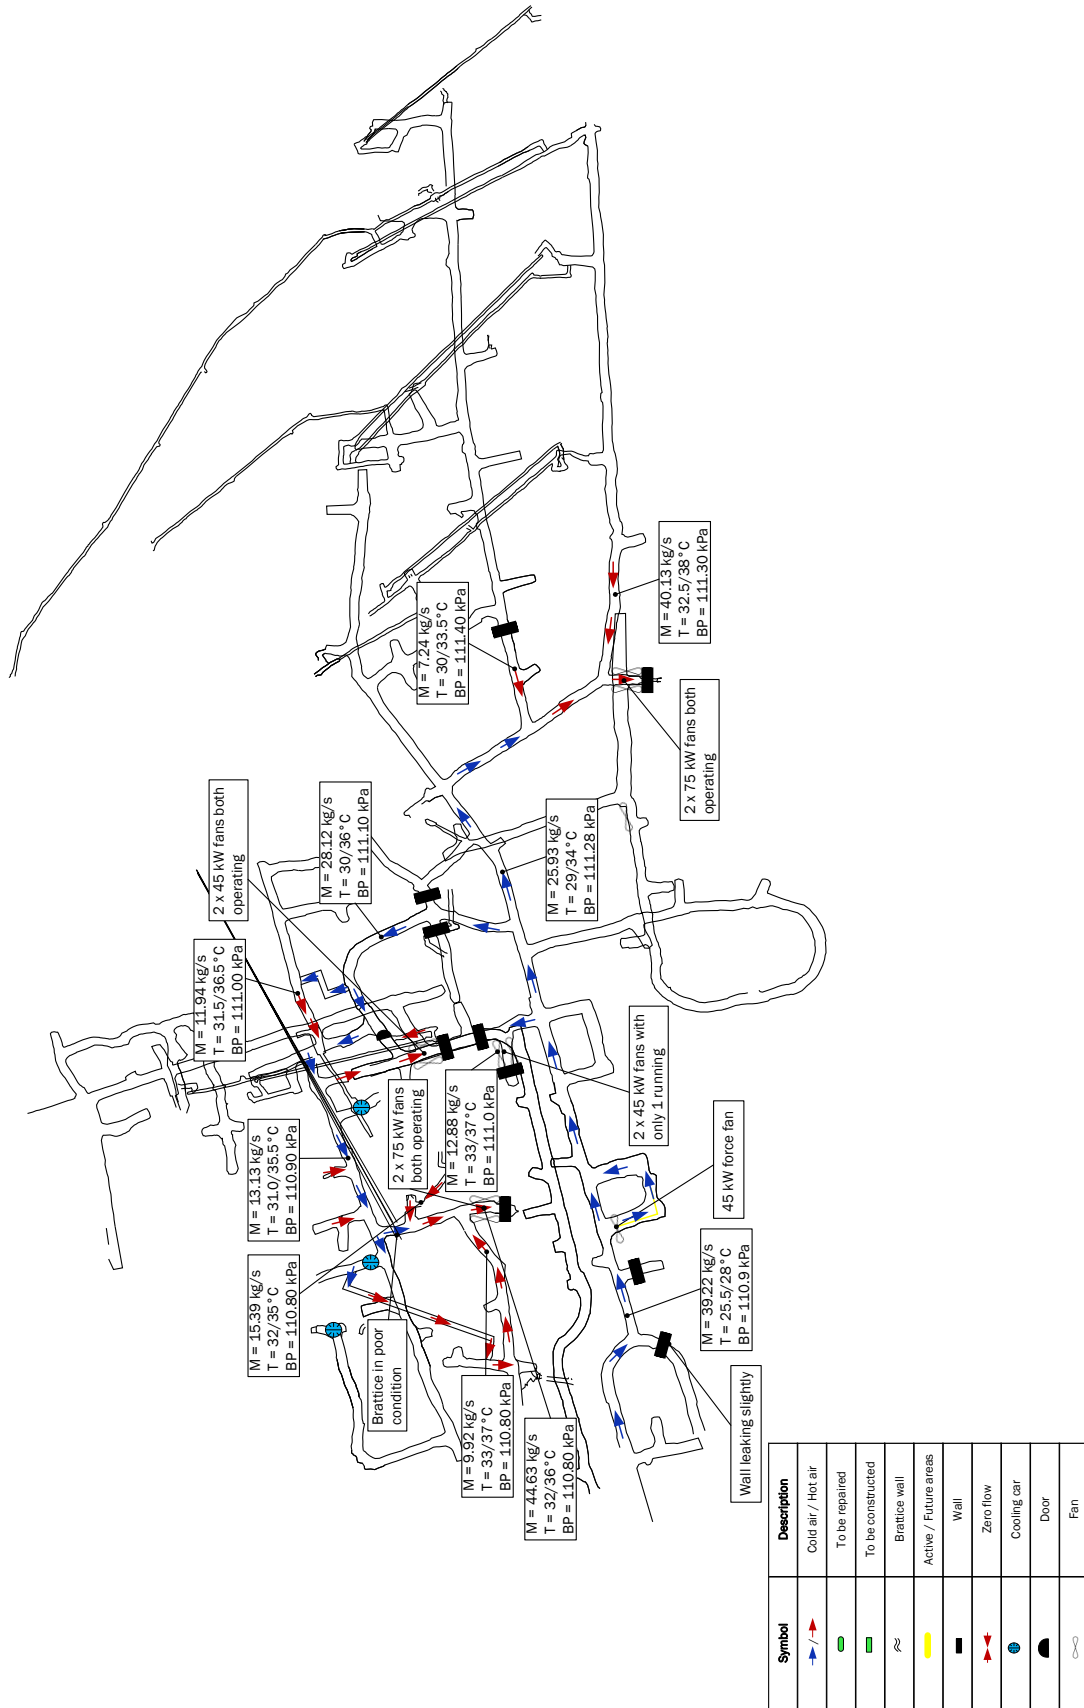 M = 7.24 kg/s
T = 30/33.5°C
BP = 111.40 kPa
M = 40.13 kg/s
T = 32.5/38°C
BP = 111.30 kPa
2 x 75 kW fans both
operating
2 x 45 kW fans both
operating
M = 28.12 kg/s
T = 30/36°C
BP = 111.10 kPa
M = 25.93 kg/s
T = 29/34°C
BP = 111.28 kPa
M = 11.94 kg/s
T = 31.5/36.5°C
BP = 111.00 kPa
M = 13.13 kg/s
T = 31.0/35.5°C
BP = 110.90 kPa
2 x 75 kW fans
both operating
M = 12.88 kg/s
T = 33/37°C
BP = 111.0 kPa
2 x 45 kW fans with
only 1 running
45 kW force fan
M = 15.39 kg/s
T = 32/35°C
BP = 110.80 kPa
Brattice in poor
condition
M = 39.22 kg/s
T = 25.5/28°C
BP = 110.9 kPa
M = 9.92 kg/s
T = 33/37°C
BP = 110.80 kPa
M = 44.63 kg/s
T = 32/36°C
BP = 110.80 kPa
Wall leaking slightly
Symbol Description
/ Cold air / Hot air
To be repaired
To be constructed
Brattice wall
Active / Future areas
Wall
Zero flow
Cooling car
Door
Fan